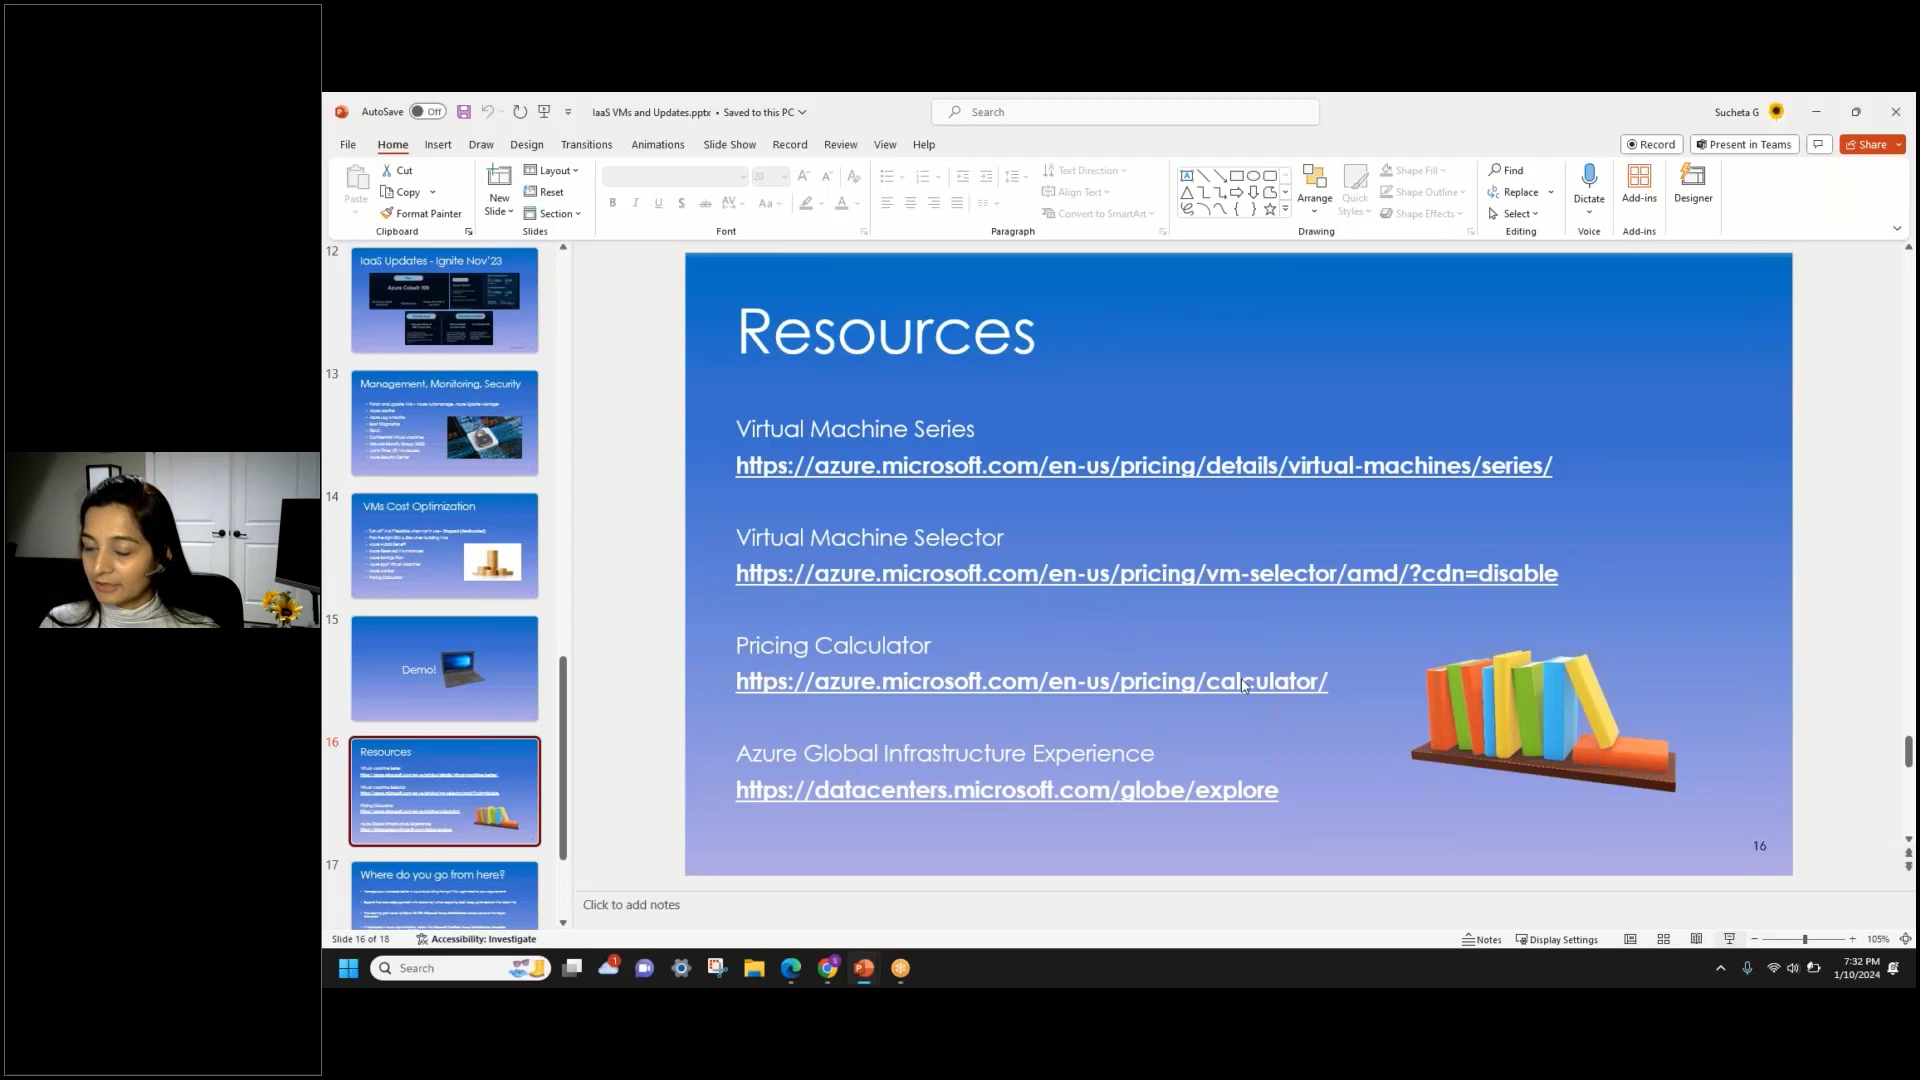 AutoSave Off IaaS VMs and Updates.pptx • Saved to this PC Search Sucheta G
File Home Insert Draw Design Transitions Animations Slide Show Record Review View Help Record Present in Teams Share
Paste Cut Copy Format Painter Clipboard
New Slide Layout Reset Section Slides
20 Font
Text Direction Align Text Convert to SmartArt Paragraph
Arrange Quick Styles Shape Fill Shape Outline Shape Effects Drawing
Find Replace Select Editing
Dictate Voice
Add-ins Add-ins
Designer
12
IaaS Updates - Ignite Nov'23
Azure Cobalt 100
13
Management, Monitoring, Security
14
VMs Cost Optimization
15
Demo!
16
Resources
17
Where do you go from here?
Resources
Virtual Machine Series
https://azure.microsoft.com/en-us/pricing/details/virtual-machines/series/
Virtual Machine Selector
https://azure.microsoft.com/en-us/pricing/vm-selector/amd/?cdn=disable
Pricing Calculator
https://azure.microsoft.com/en-us/pricing/calculator/
Azure Global Infrastructure Experience
https://datacenters.microsoft.com/globe/explore
16
Click to add notes
Slide 16 of 18 Accessibility: Investigate Notes Display Settings 105%
Search 1
7:32 PM
1/10/2024